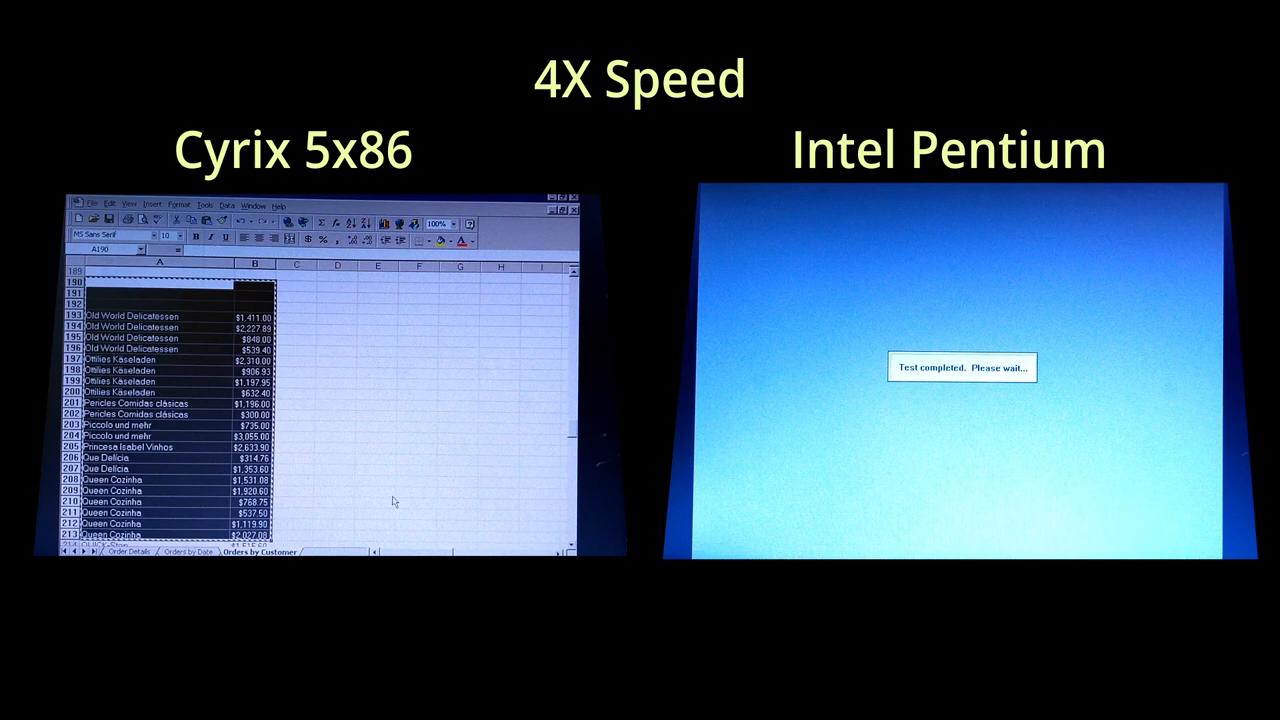 4X Speed
Cyrix 5x86
Intel Pentium
File Edit View Insert Format Tools Data Window Help
100%
MS Sans Serif 10 B I U $ % ,
A190 =
A B C D E F G H I
189
190
191
192
193 Old World Delicatessen $1,411.00
194 Old World Delicatessen $2,227.89
195 Old World Delicatessen $848.00
196 Old World Delicatessen $539.40
197 Ottilies Käseladen $2,310.00
198 Ottilies Käseladen $906.93
199 Ottilies Käseladen $1,197.95
200 Ottilies Käseladen $632.40
201 Pericles Comidas clásicas $1,196.00
202 Pericles Comidas clásicas $300.00
203 Piccolo und mehr $735.00
204 Piccolo und mehr $3,055.00
205 Princesa Isabel Vinhos $2,633.90
206 Que Delícia $314.76
207 Que Delícia $1,353.60
208 Queen Cozinha $1,531.08
209 Queen Cozinha $1,920.60
210 Queen Cozinha $768.75
211 Queen Cozinha $537.50
212 Queen Cozinha $1,119.90
213 Queen Cozinha $2,027.08
Order Details Orders by Date Orders by Customer
Test completed. Please wait...